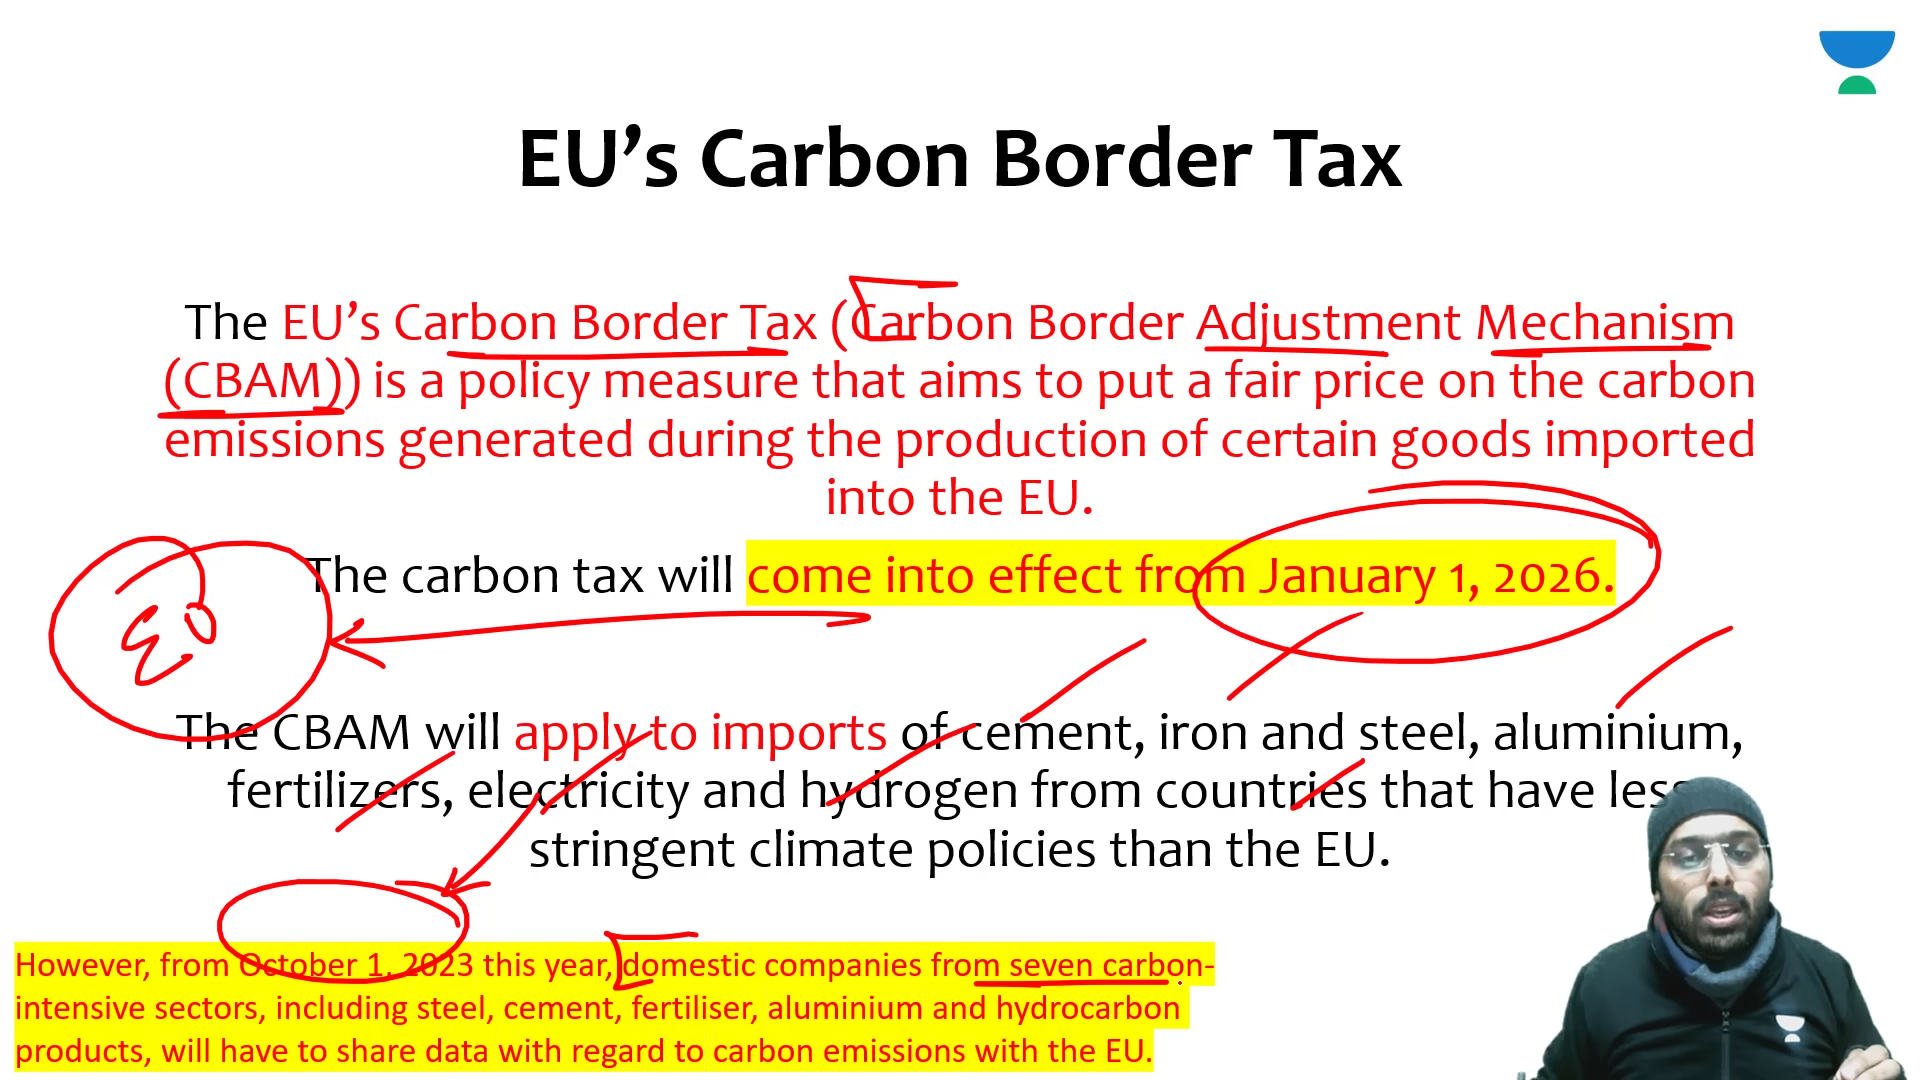 EU’s Carbon Border Tax
The EU’s Carbon Border Tax (Carbon Border Adjustment Mechanism
(CBAM)) is a policy measure that aims to put a fair price on the carbon
emissions generated during the production of certain goods imported
into the EU.
The carbon tax will come into effect from January 1, 2026.
The CBAM will apply to imports of cement, iron and steel, aluminium,
fertilizers, electricity and hydrogen from countries that have less
stringent climate policies than the EU.
However, from October 1, 2023 this year, domestic companies from seven carbon-
intensive sectors, including steel, cement, fertiliser, aluminium and hydrocarbon
products, will have to share data with regard to carbon emissions with the EU.